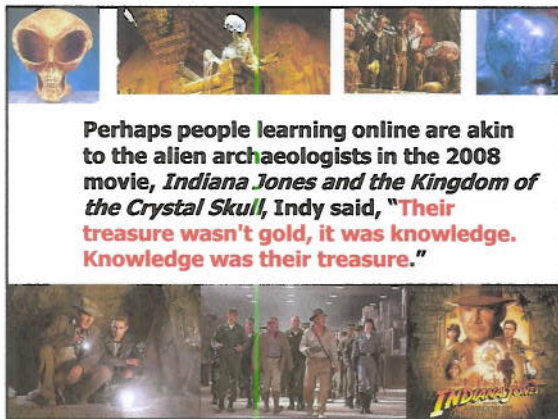 Perhaps people learning online are akin
to the alien archaeologists in the 2008
movie, Indiana Jones and the Kingdom of
the Crystal Skull, Indy said, “Their
treasure wasn't gold, it was knowledge.
Knowledge was their treasure.”
INDIANA JONES